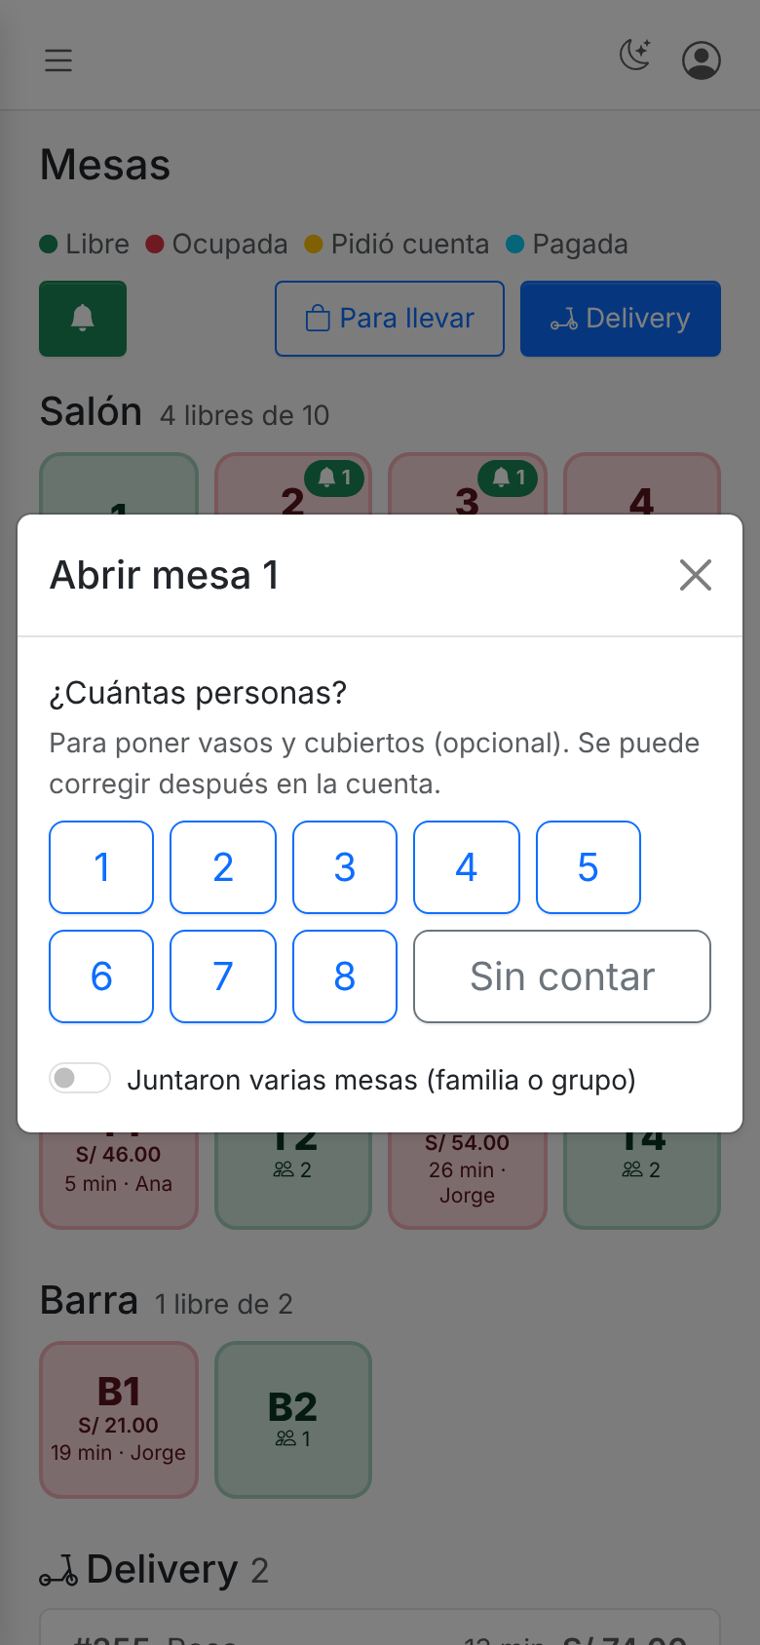 Mesas
Libre Ocupada Pidió cuenta Pagada
Para llevar Delivery
Salón 4 libres de 10
1 2 1 3 1 4
Abrir mesa 1
¿Cuántas personas?
Para poner vasos y cubiertos (opcional). Se puede
corregir después en la cuenta.
1 2 3 4 5
6 7 8 Sin contar
Juntaron varias mesas (familia o grupo)
T2 T4
S/ 46.00 2 S/ 54.00 2
5 min · Ana 26 min ·
Jorge
Barra 1 libre de 2
B1 B2
S/ 21.00 1
19 min · Jorge
Delivery 2